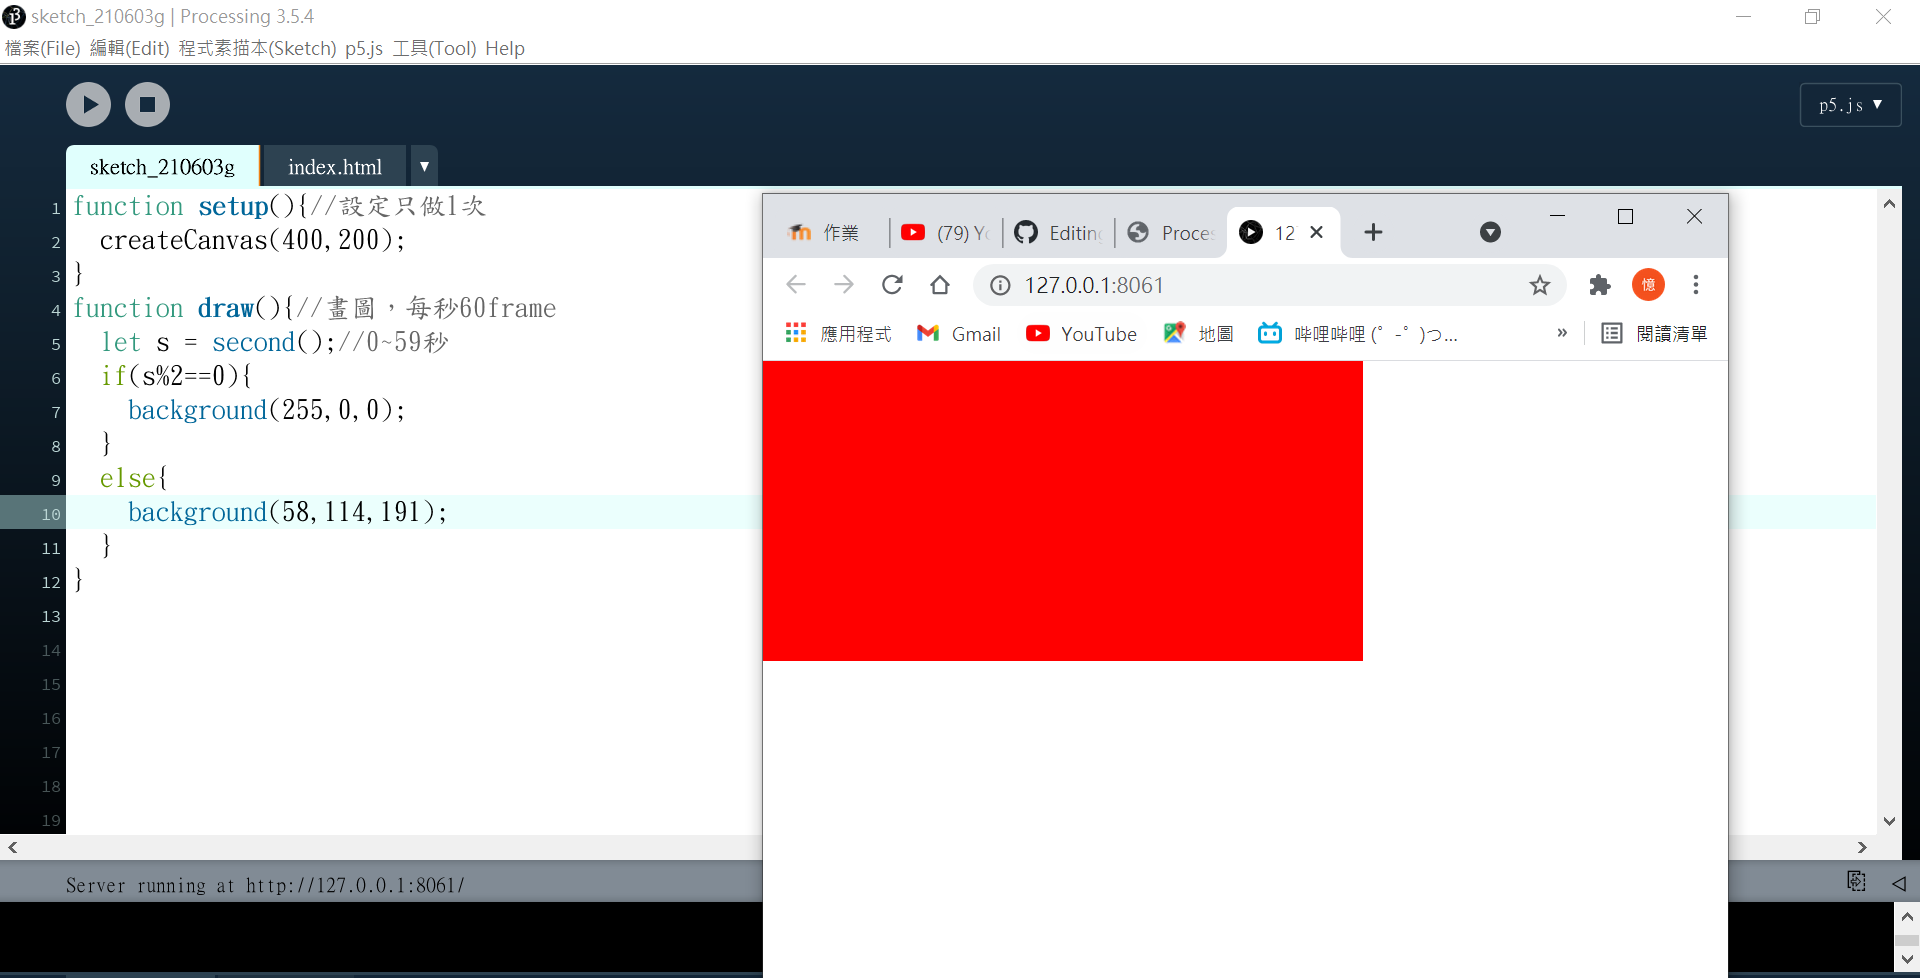 sketch_210603g | Processing 3.5.4
檔案(File) 編輯(Edit) 程式素描本(Sketch) p5.js 工具(Tool) Help
p5.js ▼
sketch_210603g index.html ▼
1 function setup(){//設定只做1次
2 createCanvas(400,200);
3 }
4 function draw(){//畫圖，每秒60frame
5 let s = second();//0~59秒
6 if(s%2==0){
7 background(255,0,0);
8 }
9 else{
10 background(58,114,191);
11 }
12 }
13
14
15
16
17
18
19
Server running at http://127.0.0.1:8061/
作業 (79) Yo Editing Proces 12
127.0.0.1:8061 憶
應用程式 Gmail YouTube 地圖 哔哩哔哩 (゜-゜)つ... » 閱讀清單